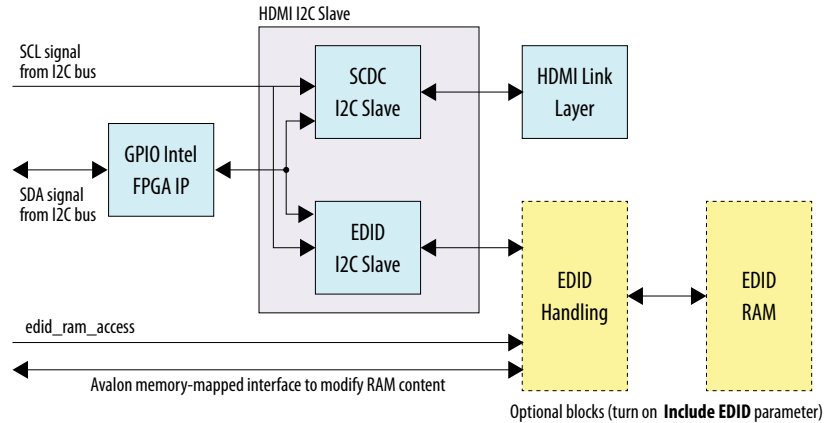 HDMI I2C Slave
SCL signal
from I2C bus
SCDC
I2C Slave
HDMI Link
Layer
GPIO Intel
FPGA IP
SDA signal
from I2C bus
EDID
I2C Slave
EDID
Handling
EDID
RAM
edid_ram_access
Avalon memory-mapped interface to modify RAM content
Optional blocks (turn on Include EDID parameter)